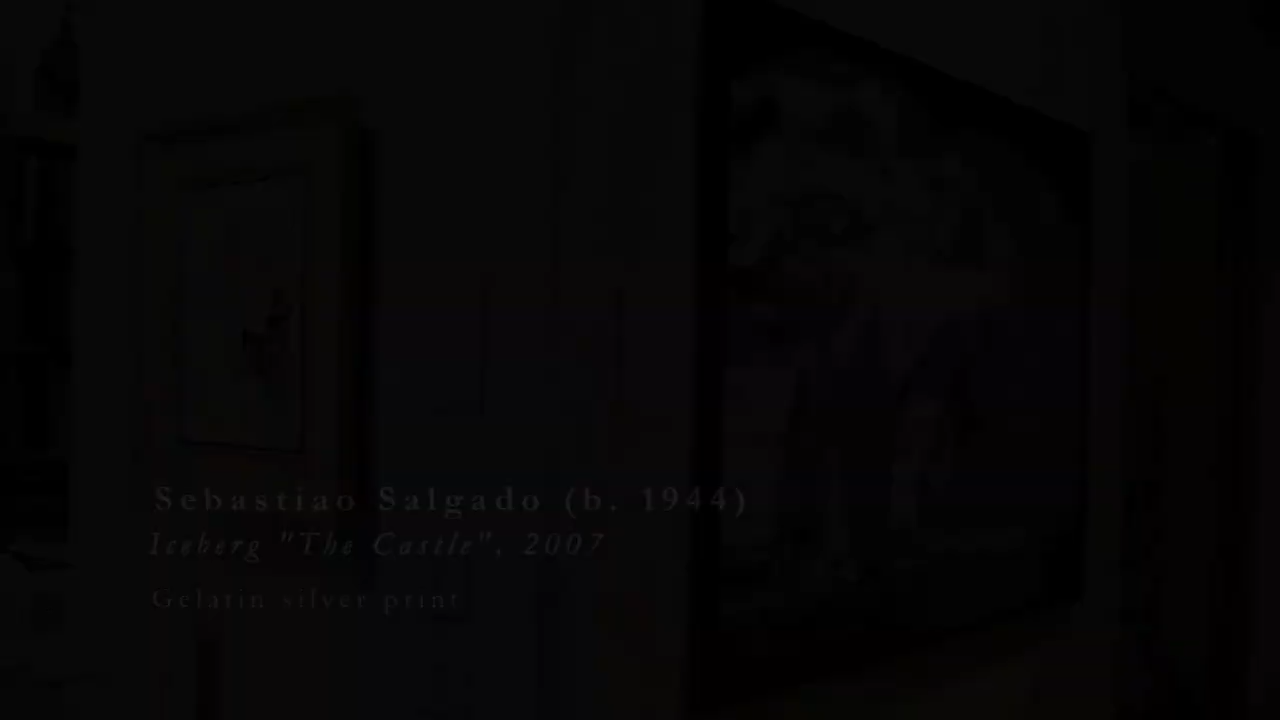 Sebastiao Salgado (b. 1944)
Iceberg "The Castle", 2007
Gelatin silver print